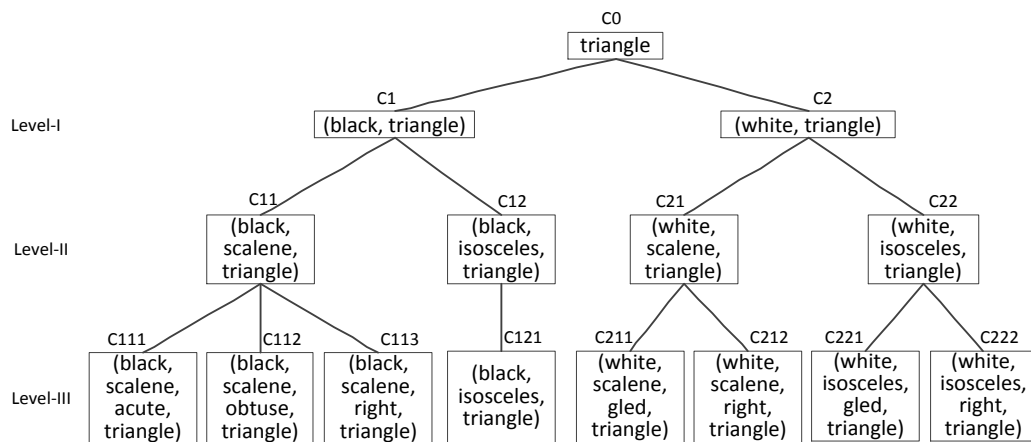 C0
triangle
C1
C2
Level-I
(black, triangle)
(white, triangle)
C11
C12
C21
C22
Level-II
(black,
scalene,
triangle)
(black,
isosceles,
triangle)
(white,
scalene,
triangle)
(white,
isosceles,
triangle)
C111
C112
C113
C121
C211
C212
C221
C222
Level-III
(black,
scalene,
acute,
triangle)
(black,
scalene,
obtuse,
triangle)
(black,
scalene,
right,
triangle)
(black,
isosceles,
triangle)
(white,
scalene,
gled,
triangle)
(white,
scalene,
right,
triangle)
(white,
isosceles,
gled,
triangle)
(white,
isosceles,
right,
triangle)